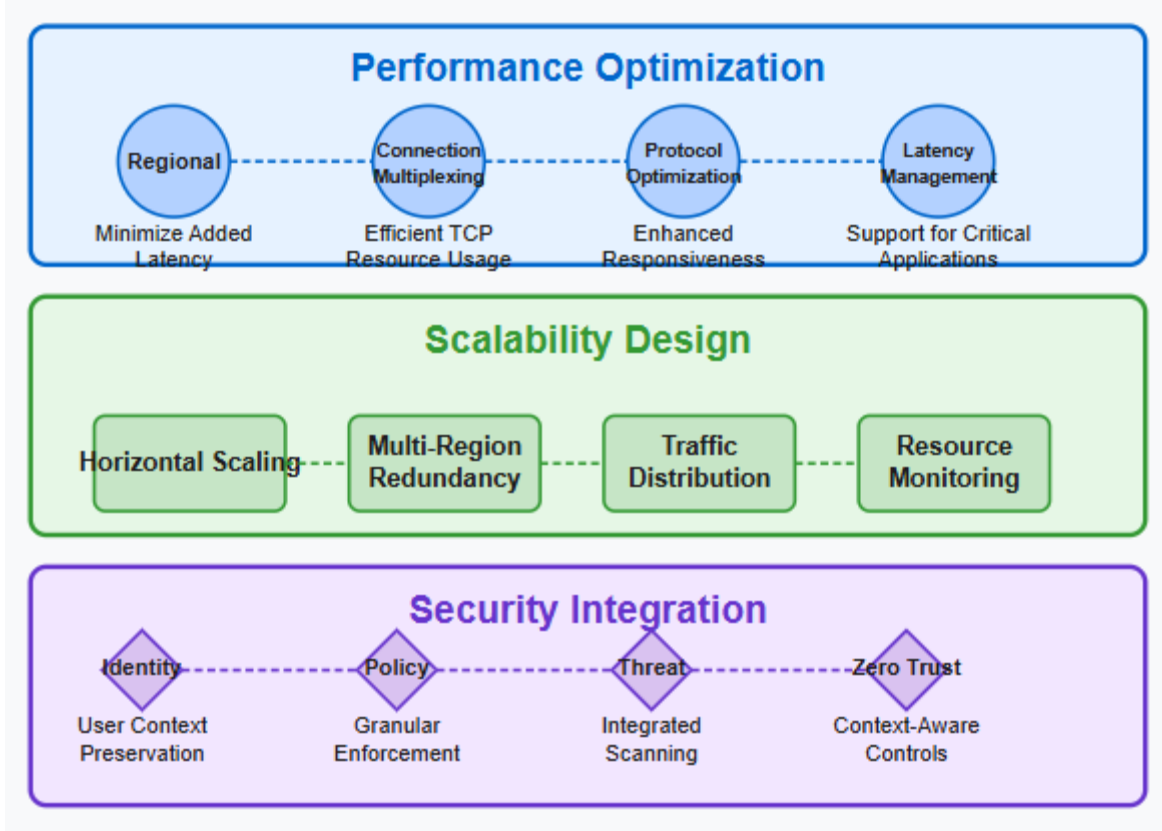 Performance Optimization
Regional
Connection
Multiplexing
Protocol
Optimization
Latency
Management
Minimize Added
Latency
Efficient TCP
Resource Usage
Enhanced
Responsiveness
Support for Critical
Applications
Scalability Design
Horizontal Scaling
Multi-Region
Redundancy
Traffic
Distribution
Resource
Monitoring
Security Integration
Identity
Policy
Threat
Zero Trust
User Context
Preservation
Granular
Enforcement
Integrated
Scanning
Context-Aware
Controls